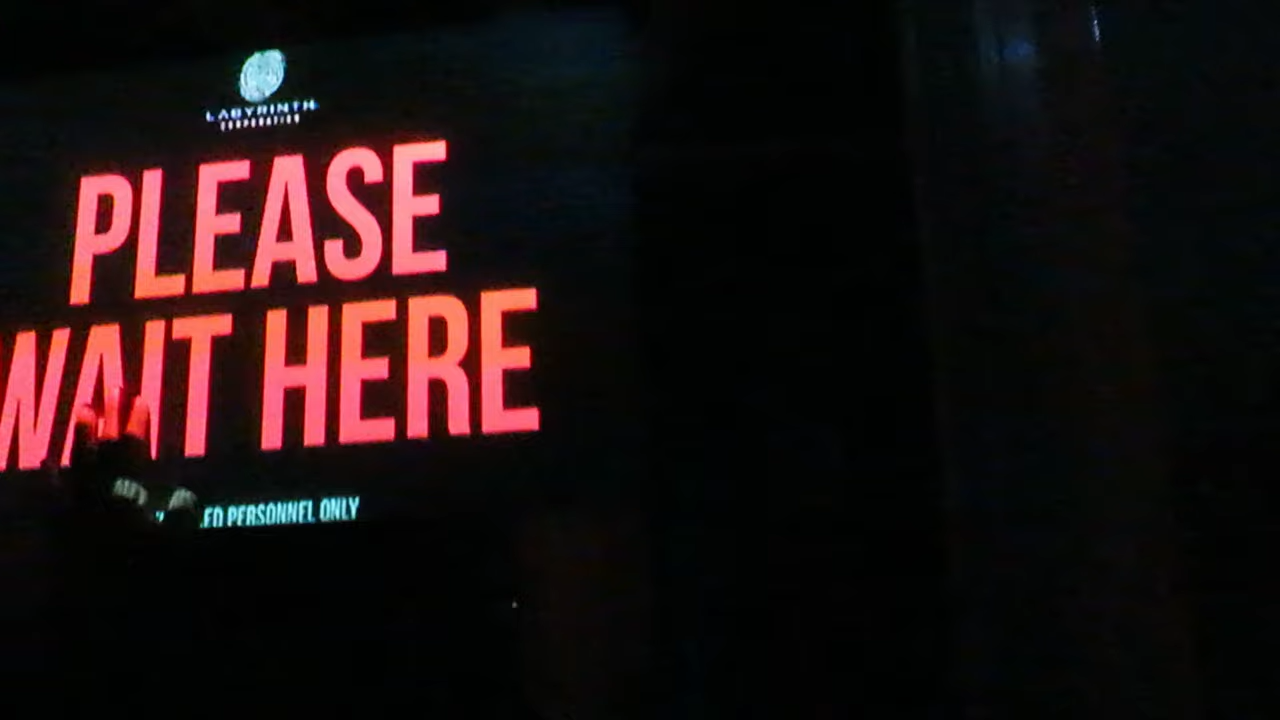 LABYRINTH
CORPORATION
PLEASE
WAIT HERE
PERSONNEL ONLY